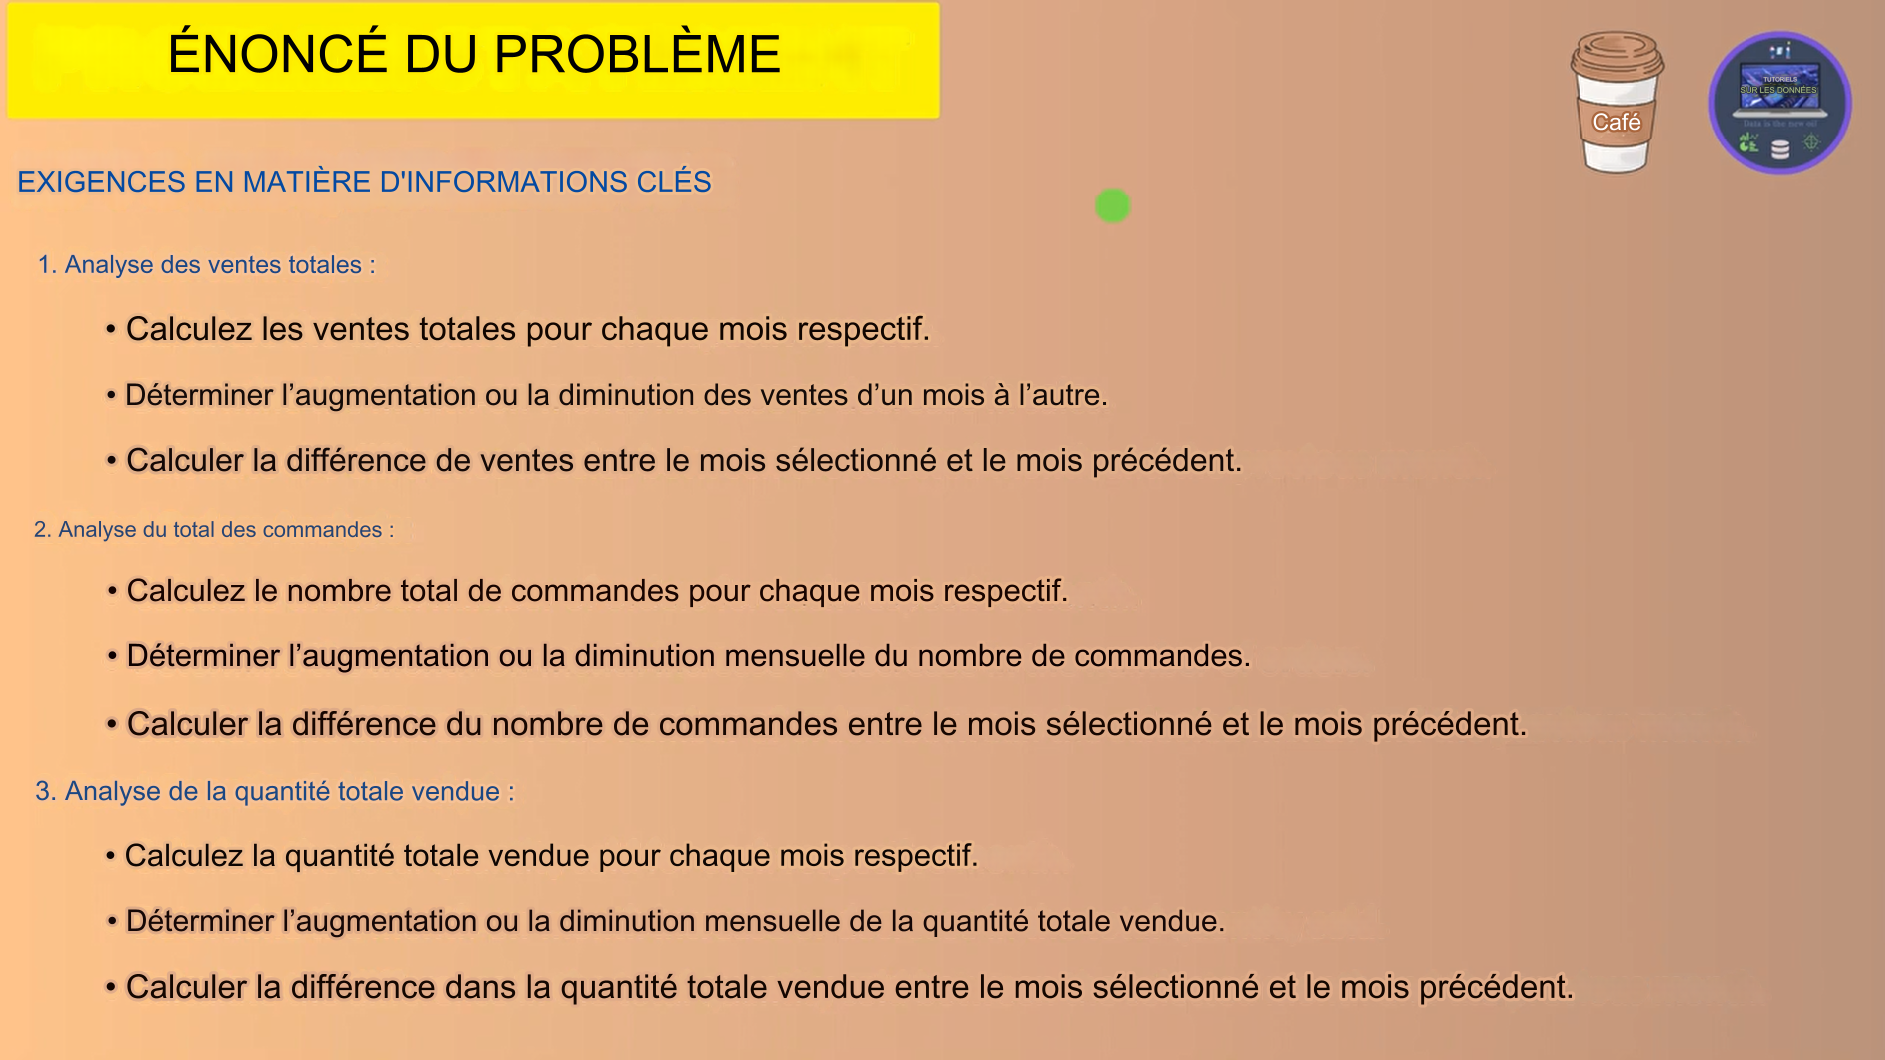 ÉNONCÉ DU PROBLÈME
Café
TUTORIELS
SUR LES DONNÉES
Data is the new oil
EXIGENCES EN MATIÈRE D'INFORMATIONS CLÉS
1. Analyse des ventes totales :
• Calculez les ventes totales pour chaque mois respectif.
• Déterminer l’augmentation ou la diminution des ventes d’un mois à l’autre.
• Calculer la différence de ventes entre le mois sélectionné et le mois précédent.
2. Analyse du total des commandes :
• Calculez le nombre total de commandes pour chaque mois respectif.
• Déterminer l’augmentation ou la diminution mensuelle du nombre de commandes.
• Calculer la différence du nombre de commandes entre le mois sélectionné et le mois précédent.
3. Analyse de la quantité totale vendue :
• Calculez la quantité totale vendue pour chaque mois respectif.
• Déterminer l’augmentation ou la diminution mensuelle de la quantité totale vendue.
• Calculer la différence dans la quantité totale vendue entre le mois sélectionné et le mois précédent.